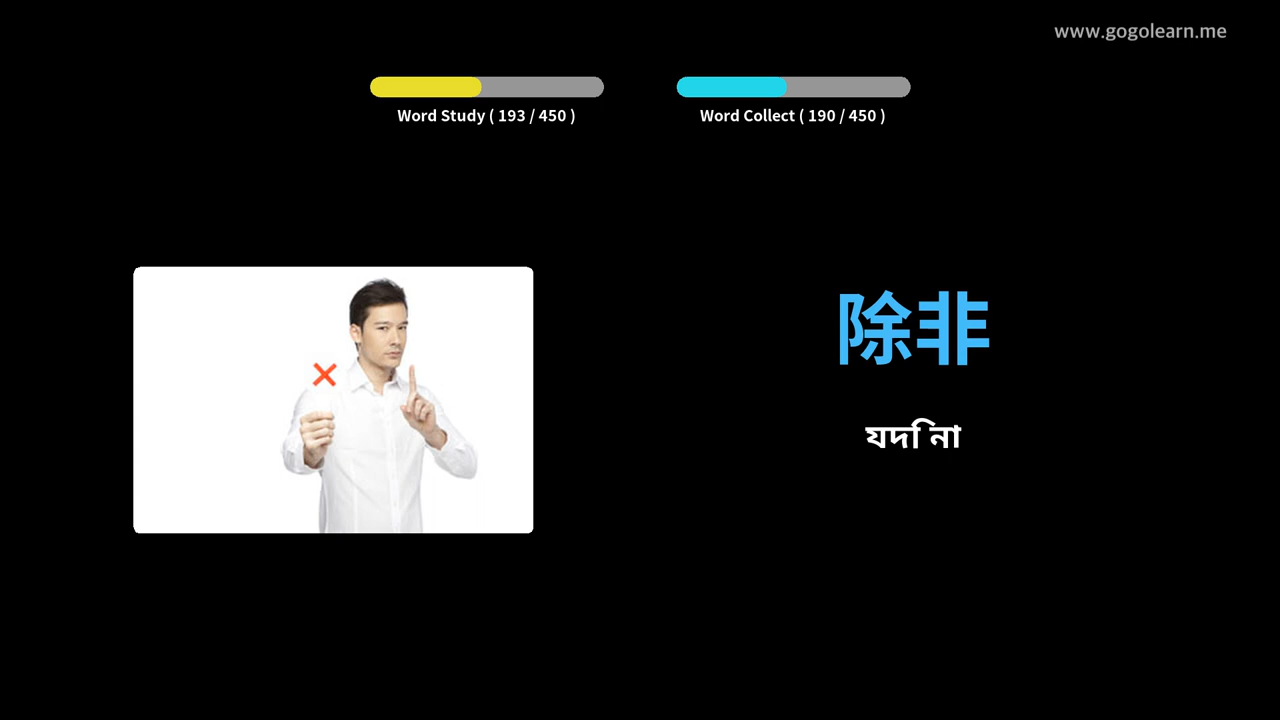 www.gogolearn.me
Word Study ( 193 / 450 )
Word Collect ( 190 / 450 )
除非
যদি না